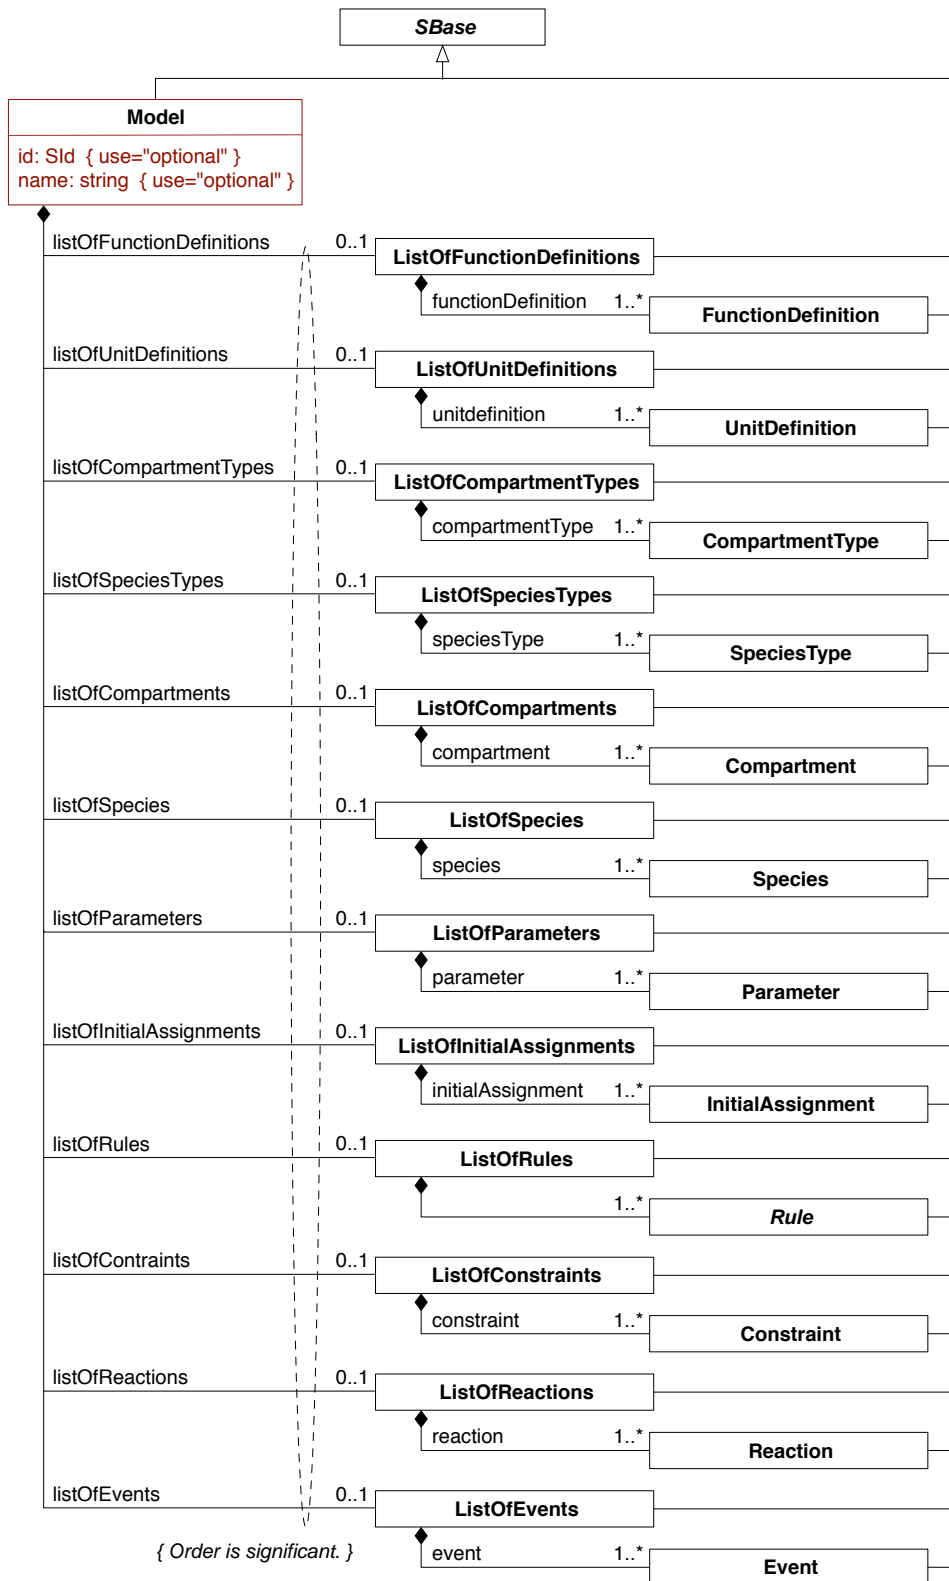 SBase
Model
id: SId { use="optional" }
name: string { use="optional" }
listOfFunctionDefinitions 0..1 ListOfFunctionDefinitions
functionDefinition 1..* FunctionDefinition
listOfUnitDefinitions 0..1 ListOfUnitDefinitions
unitdefinition 1..* UnitDefinition
listOfCompartmentTypes 0..1 ListOfCompartmentTypes
compartmentType 1..* CompartmentType
listOfSpeciesTypes 0..1 ListOfSpeciesTypes
speciesType 1..* SpeciesType
listOfCompartments 0..1 ListOfCompartments
compartment 1..* Compartment
listOfSpecies 0..1 ListOfSpecies
species 1..* Species
listOfParameters 0..1 ListOfParameters
parameter 1..* Parameter
listOfInitialAssignments 0..1 ListOfInitialAssignments
initialAssignment 1..* InitialAssignment
listOfRules 0..1 ListOfRules
1..* Rule
listOfContraints 0..1 ListOfConstraints
constraint 1..* Constraint
listOfReactions 0..1 ListOfReactions
reaction 1..* Reaction
listOfEvents 0..1 ListOfEvents
{ Order is significant. } event 1..* Event